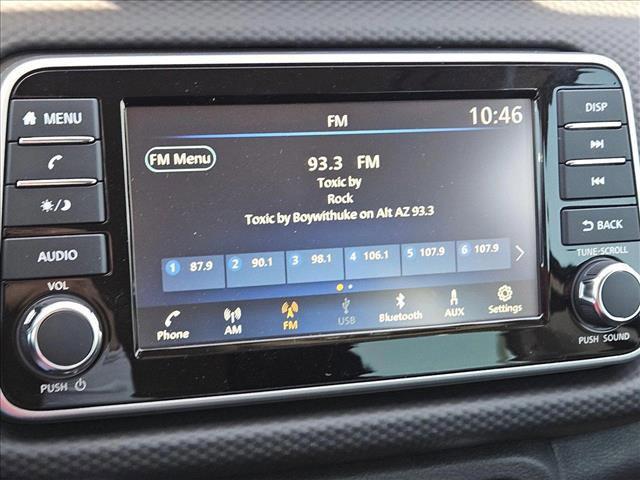 MENU
AUDIO
VOL
PUSH
FM
10:46
FM Menu
93.3 FM
Toxic by
Rock
Toxic by Boywithuke on Alt AZ 93.3
1 87.9 2 90.1 3 98.1 4 106.1 5 107.9 6 107.9
Phone AM FM USB Bluetooth AUX Settings
DISP
BACK
TUNE·SCROLL
PUSH SOUND